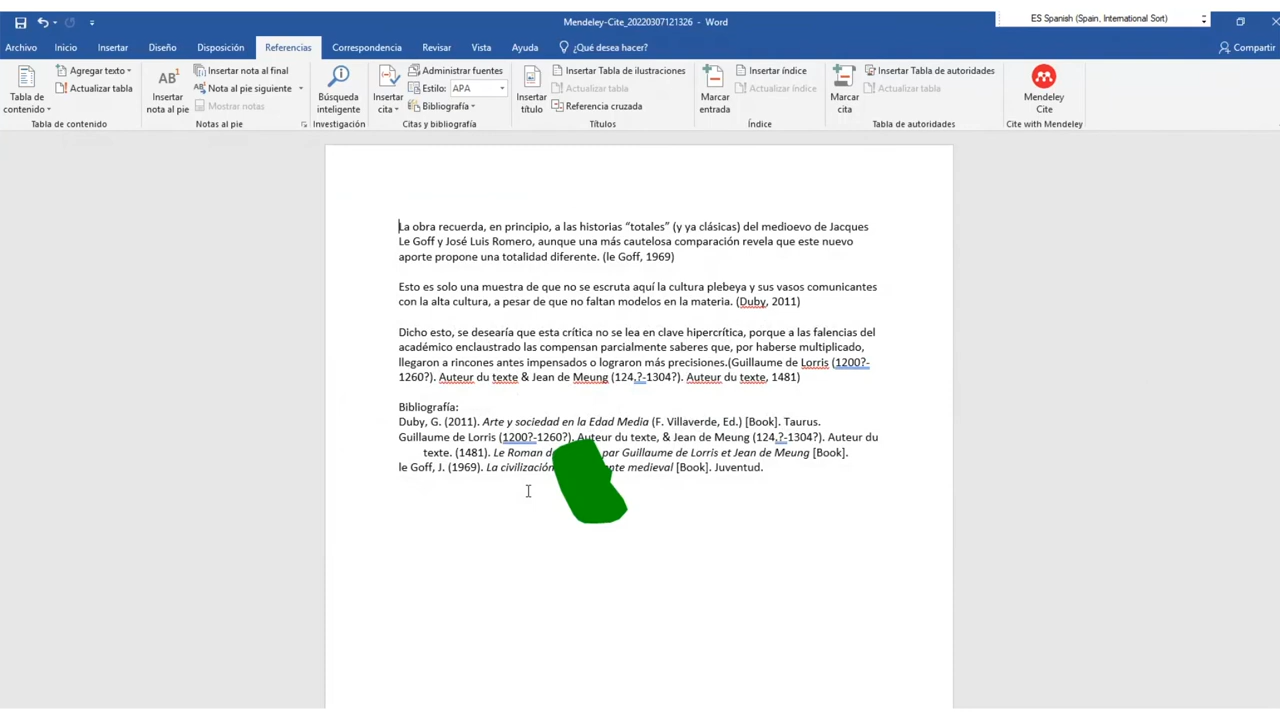 Mendeley-Cite_20220307121326 - Word
ES Spanish (Spain, International Sort)
Archivo Inicio Insertar Diseño Disposición Referencias Correspondencia Revisar Vista Ayuda ¿Qué desea hacer? Compartir
Tabla de contenido
Agregar texto
Actualizar tabla
Tabla de contenido
AB1
Insertar nota al pie
Insertar nota al final
Nota al pie siguiente
Mostrar notas
Notas al pie
Búsqueda inteligente
Investigación
Insertar cita
Administrar fuentes
Estilo: APA
Bibliografía
Citas y bibliografía
Insertar título
Insertar Tabla de ilustraciones
Actualizar tabla
Referencia cruzada
Títulos
Marcar entrada
Insertar índice
Actualizar índice
Índice
Marcar cita
Insertar Tabla de autoridades
Actualizar tabla
Tabla de autoridades
Mendeley Cite
Cite with Mendeley
La obra recuerda, en principio, a las historias “totales” (y ya clásicas) del medioevo de Jacques
Le Goff y José Luis Romero, aunque una más cautelosa comparación revela que este nuevo
aporte propone una totalidad diferente. (le Goff, 1969)
Esto es solo una muestra de que no se escruta aquí la cultura plebeya y sus vasos comunicantes
con la alta cultura, a pesar de que no faltan modelos en la materia. (Duby, 2011)
Dicho esto, se desearía que esta crítica no se lea en clave hipercrítica, porque a las falencias del
académico enclaustrado las compensan parcialmente saberes que, por haberse multiplicado,
llegaron a rincones antes impensados o lograron más precisiones.(Guillaume de Lorris (1200?-
1260?). Auteur du texte & Jean de Meung (124.?-1304?). Auteur du texte, 1481)
Bibliografía:
Duby, G. (2011). Arte y sociedad en la Edad Media (F. Villaverde, Ed.) [Book]. Taurus.
Guillaume de Lorris (1200?-1260?). Auteur du texte, & Jean de Meung (124.?-1304?). Auteur du
texte. (1481). Le Roman par Guillaume de Lorris et Jean de Meung [Book].
le Goff, J. (1969). La civilización medieval [Book]. Juventud.